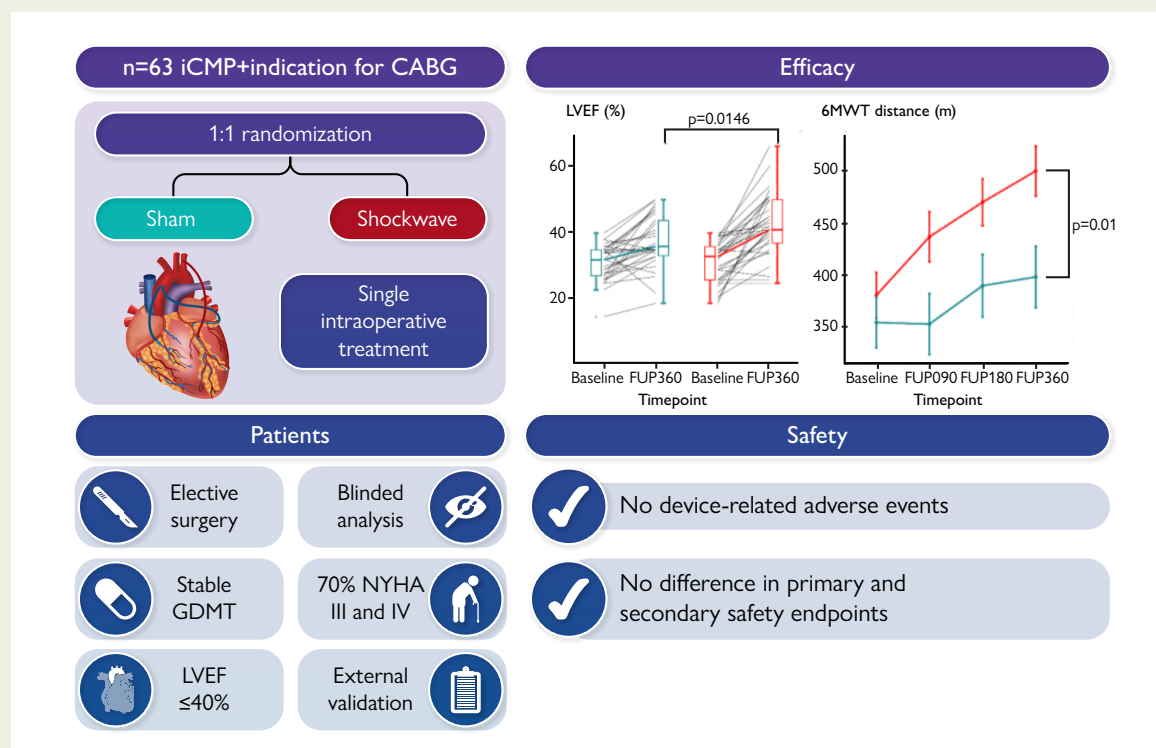 n=63 iCMP+indication for CABG
1:1 randomization
Sham
Shockwave
Single
intraoperative
treatment
Efficacy
LVEF (%)
p=0.0146
60
40
20
Baseline FUP360 Baseline FUP360
Timepoint
6MWT distance (m)
500
450
400
350
p=0.01
Baseline FUP090 FUP180 FUP360
Timepoint
Patients
Elective
surgery
Blinded
analysis
Stable
GDMT
70% NYHA
III and IV
LVEF
≤40%
External
validation
Safety
No device-related adverse events
No difference in primary and
secondary safety endpoints